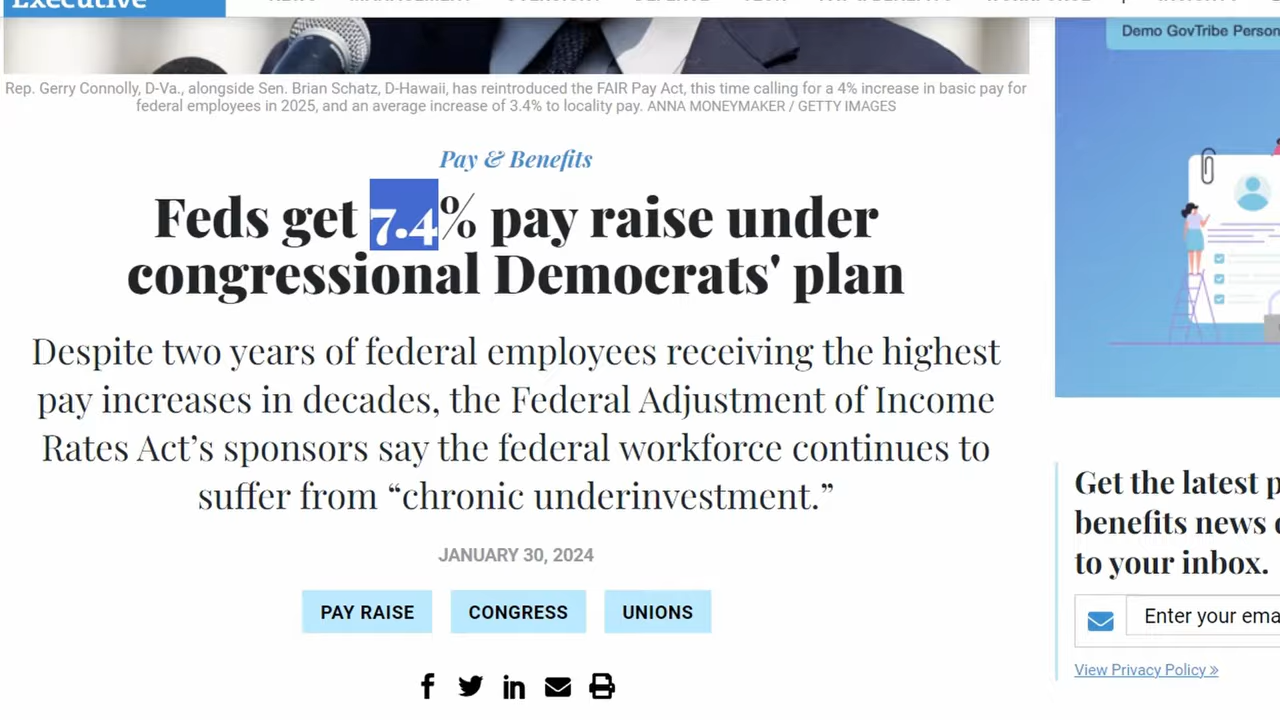 Executive
Demo GovTribe
Rep. Gerry Connolly, D-Va., alongside Sen. Brian Schatz, D-Hawaii, has reintroduced the FAIR Pay Act, this time calling for a 4% increase in basic pay for
federal employees in 2025, and an average increase of 3.4% to locality pay. ANNA MONEYMAKER / GETTY IMAGES
Pay & Benefits
Feds get 7.4% pay raise under
congressional Democrats' plan
Despite two years of federal employees receiving the highest
pay increases in decades, the Federal Adjustment of Income
Rates Act’s sponsors say the federal workforce continues to
suffer from “chronic underinvestment.”
JANUARY 30, 2024
PAY RAISE
CONGRESS
UNIONS
Get the latest
benefits news
to your inbox.
Enter your
View Privacy Policy »